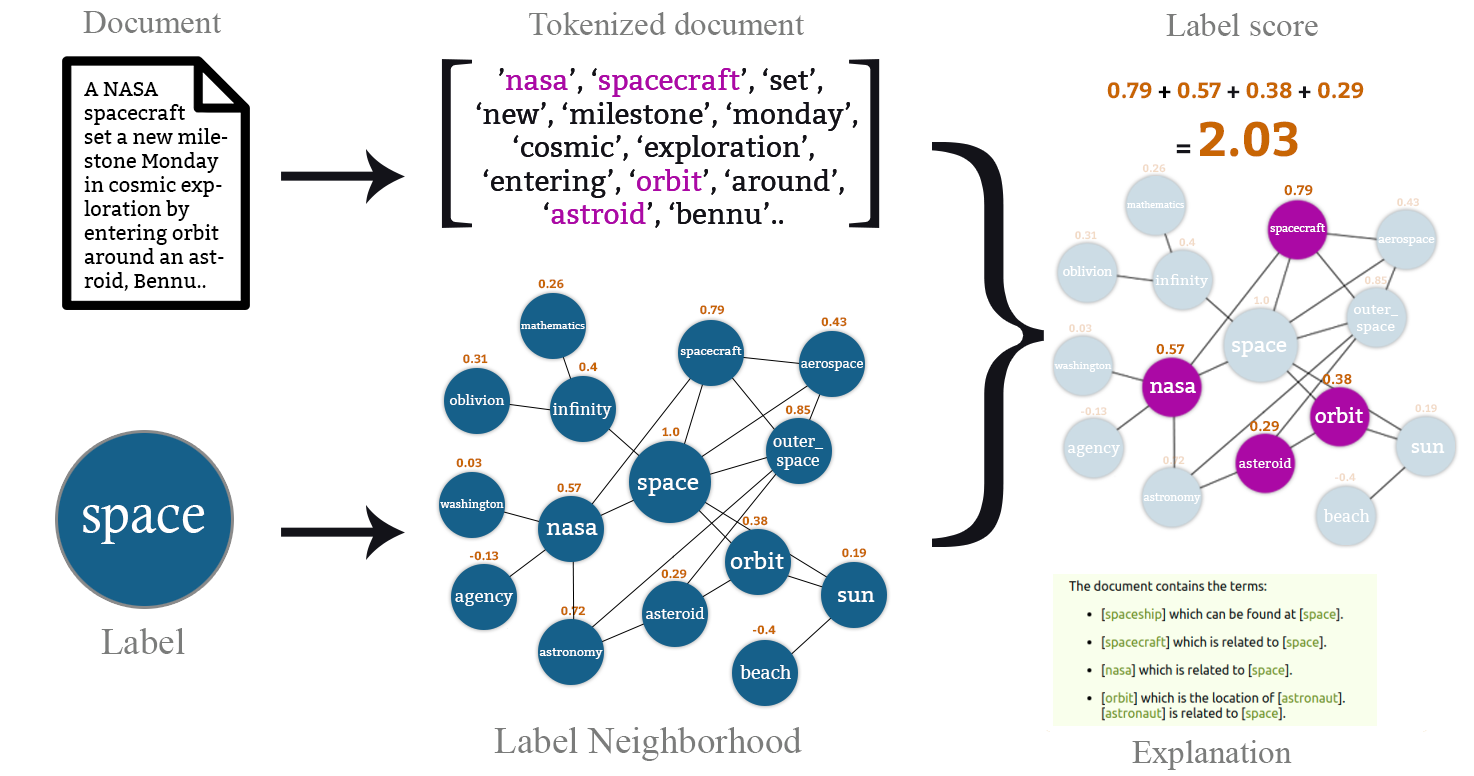 Document
A NASA
spacecraft
set a new mile-
stone Monday
in cosmic exp-
loration by
entering orbit
around an ast-
roid, Bennu..
Tokenized document
’nasa’, ‘spacecraft’, ‘set’,
‘new’, ‘milestone’, ‘monday’,
‘cosmic’, ‘exploration’,
‘entering’, ‘orbit’, ‘around’,
‘astroid’, ‘bennu’..
space
Label
0.26
mathematics
0.79
spacecraft
0.43
aerospace
0.31
oblivion
0.4
infinity
0.85
outer_
space
1.0
space
0.03
washington
0.57
nasa
0.38
orbit
-0.13
agency
0.29
asteroid
0.19
sun
0.72
astronomy
-0.4
beach
Label Neighborhood
Label score
0.79 + 0.57 + 0.38 + 0.29
= 2.03
0.26
mathematics
0.79
spacecraft
0.43
aerospace
0.31
oblivion
0.4
infinity
0.85
outer_
space
1.0
space
0.03
washington
0.57
nasa
0.38
orbit
-0.13
agency
0.29
asteroid
0.19
sun
0.72
astronomy
-0.4
beach
The document contains the terms:
• [spaceship] which can be found at [space].
• [spacecraft] which is related to [space].
• [nasa] which is related to [space].
• [orbit] which is the location of [astronaut].
[astronaut] is related to [space].
Explanation